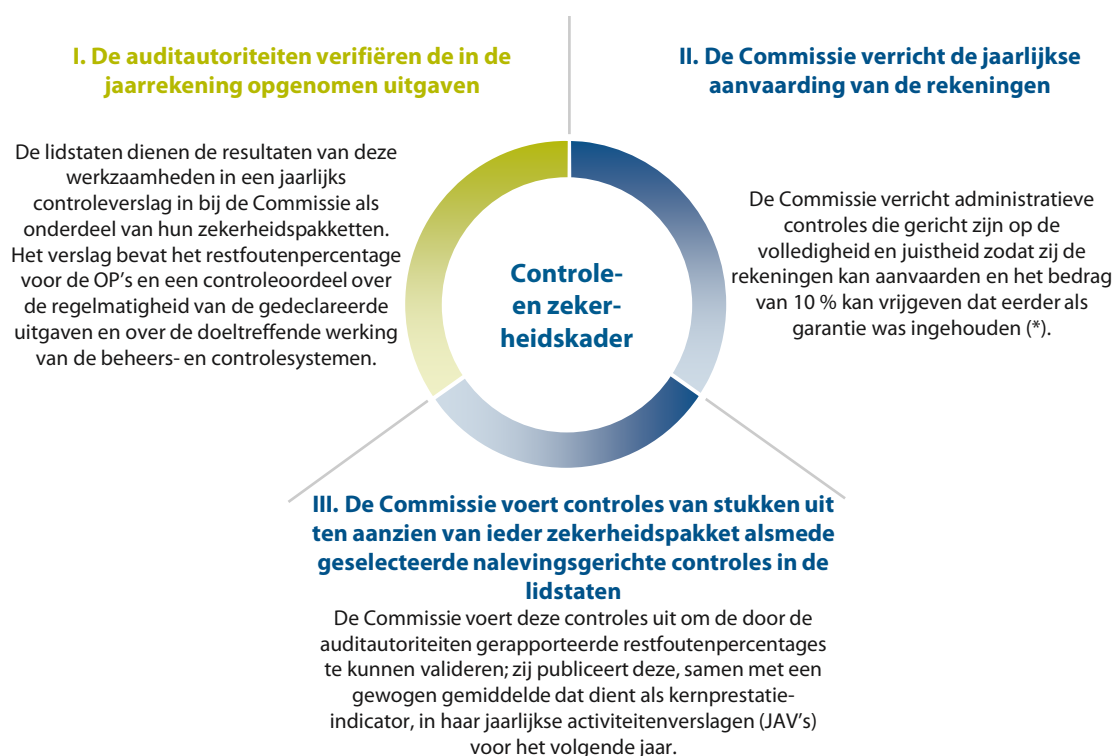 I. De auditautoriteiten verifiëren de in de
jaarrekening opgenomen uitgaven
De lidstaten dienen de resultaten van deze
werkzaamheden in een jaarlijks
controleverslag in bij de Commissie als
onderdeel van hun zekerheidspakketten.
Het verslag bevat het restfoutenpercentage
voor de OP's en een controleoordeel over
de regelmatigheid van de gedeclareerde
uitgaven en over de doeltreffende werking
van de beheers- en controlesystemen.
II. De Commissie verricht de jaarlijkse
aanvaarding van de rekeningen
De Commissie verricht administratieve
controles die gericht zijn op de
volledigheid en juistheid zodat zij de
rekeningen kan aanvaarden en het bedrag
van 10 % kan vrijgeven dat eerder als
garantie was ingehouden (*).
Controle-
en zeker-
heidskader
III. De Commissie voert controles van stukken uit
ten aanzien van ieder zekerheidspakket alsmede
geselecteerde nalevingsgerichte controles in de
lidstaten
De Commissie voert deze controles uit om de door de
auditautoriteiten gerapporteerde restfoutenpercentages
te kunnen valideren; zij publiceert deze, samen met een
gewogen gemiddelde dat dient als kernprestatie-
indicator, in haar jaarlijkse activiteitenverslagen (JAV's)
voor het volgende jaar.